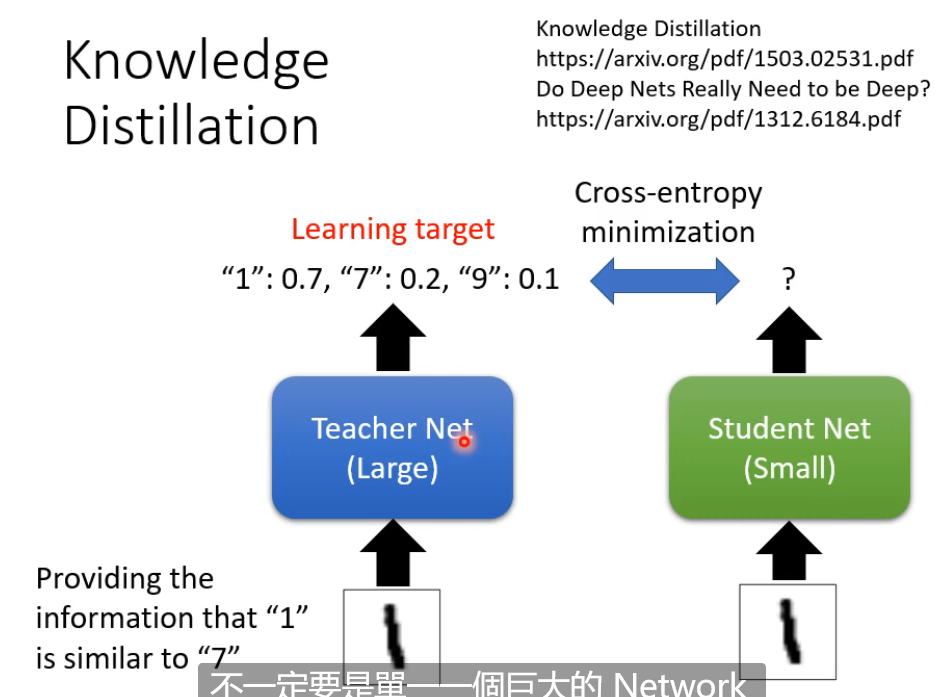 Knowledge
Distillation
Knowledge Distillation
https://arxiv.org/pdf/1503.02531.pdf
Do Deep Nets Really Need to be Deep?
https://arxiv.org/pdf/1312.6184.pdf
Learning target
Cross-entropy
minimization
“1”: 0.7, “7”: 0.2, “9”: 0.1
?
Teacher Net
(Large)
Student Net
(Small)
Providing the
information that “1”
is similar to “7”
1
1
不一定要是單一一個巨大的 Network